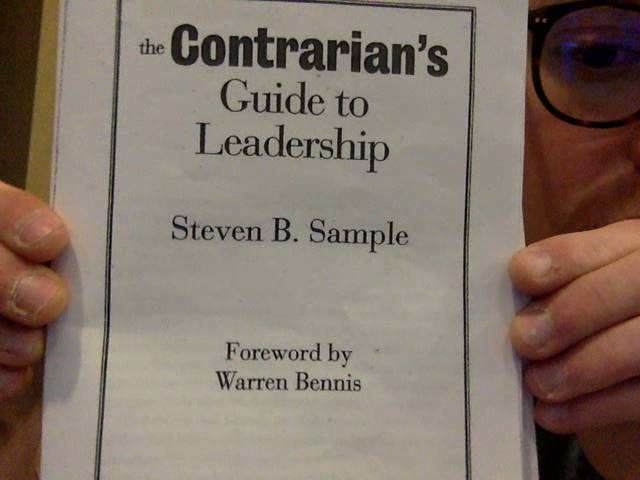 the Contrarian's
Guide to
Leadership
Steven B. Sample
Foreword by
Warren Bennis